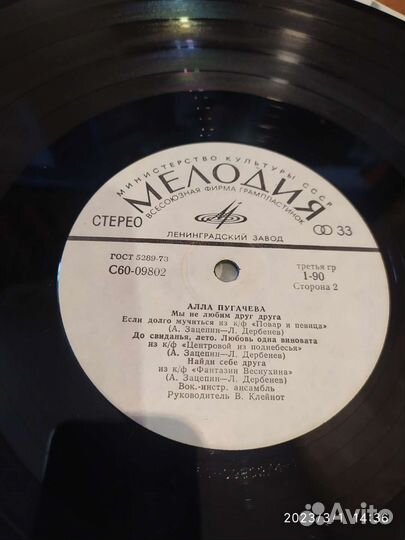 МИНИСТЕРСТВО КУЛЬТУРЫ СССР
МЕЛОДИЯ
ВСЕСОЮЗНАЯ ФИРМА ГРАМПЛАСТИНОК
СТЕРЕО
33
ЛЕНИНГРАДСКИЙ ЗАВОД
ГОСТ 5289-73
С60-09802
третья гр
1-90
Сторона 2
АЛЛА ПУГАЧЕВА
Мы не любим друг друга
Если долго мучиться из к/ф «Повар и певица»
(А. Зацепин—Л. Дербенев)
До свиданья, лето. Любовь одна виновата
из к/ф «Центровой из поднебесья»
(А. Зацепин—Л. Дербенев)
Найди себе друга
из к/ф «Фантазии Веснухина»
(А. Зацепин—Л. Дербенев)
Вок.-инстр. ансамбль
Руководитель В. Клейнот
2023/3/1 14:36
Avito